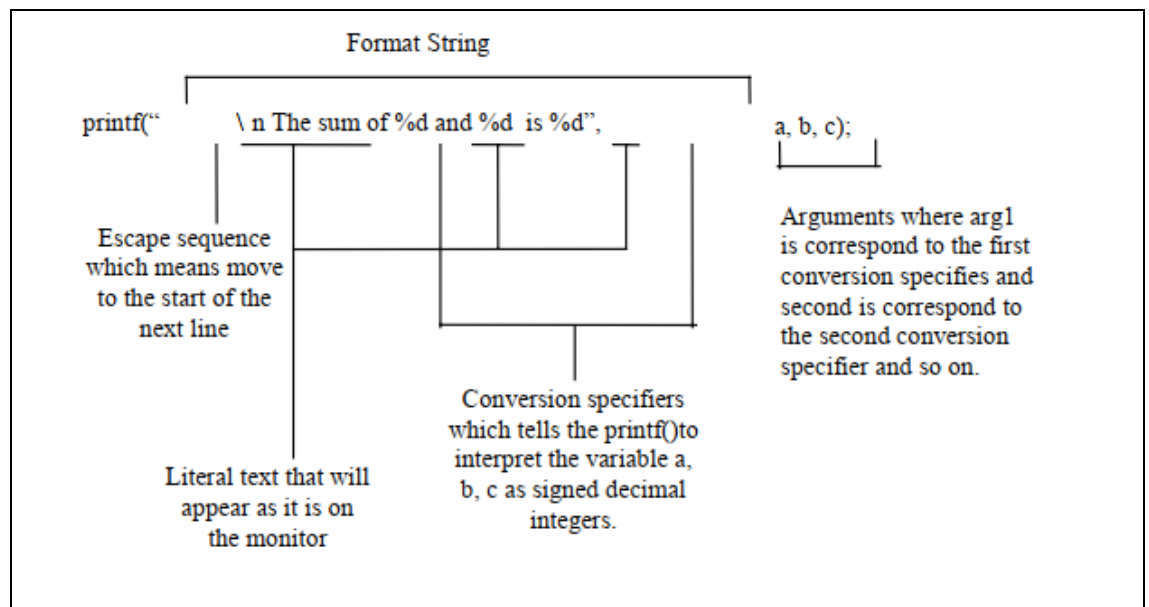 Format String
printf(“ \ n The sum of %d and %d is %d”, a, b, c);
Escape sequence
which means move
to the start of the
next line
Arguments where arg1
is correspond to the first
conversion specifies and
second is correspond to
the second conversion
specifier and so on.
Conversion specifiers
which tells the printf()to
interpret the variable a,
b, c as signed decimal
integers.
Literal text that will
appear as it is on
the monitor